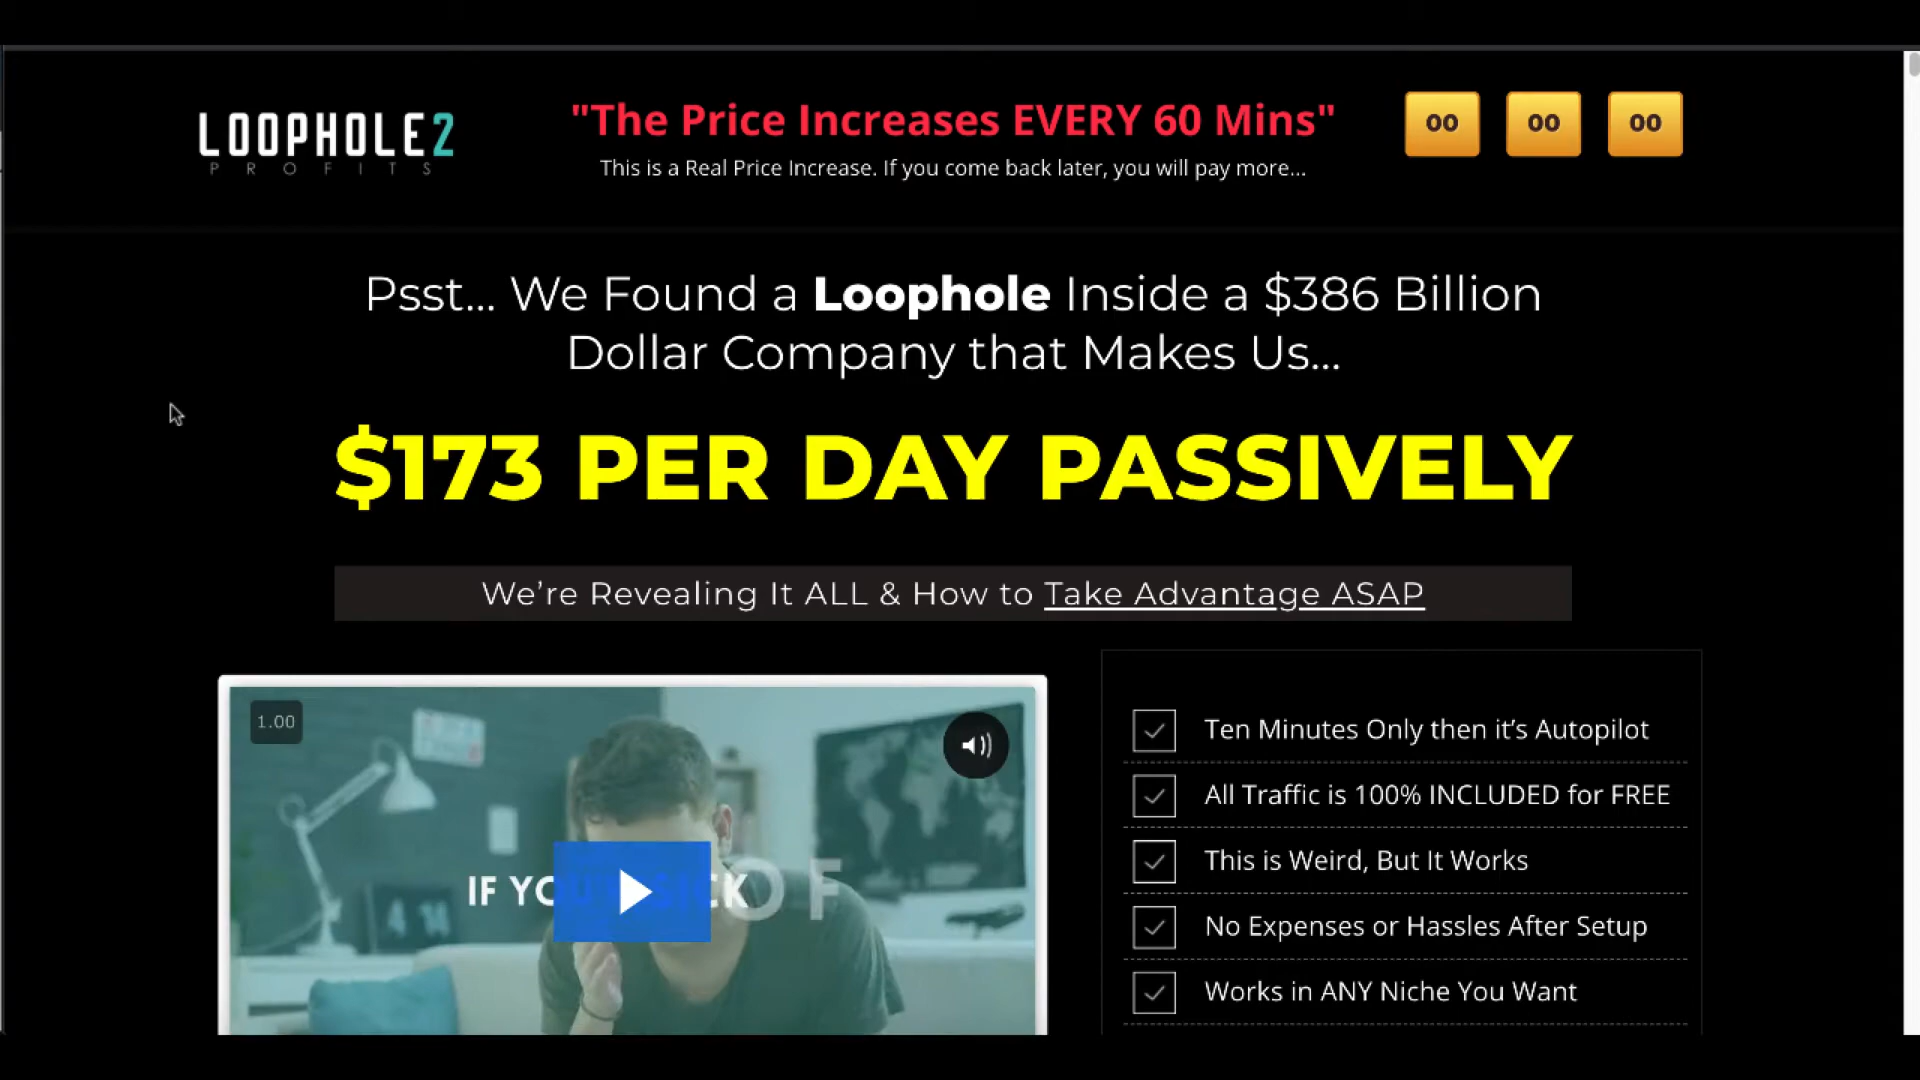 LOOPHOLE2
PROFITS
"The Price Increases EVERY 60 Mins"
This is a Real Price Increase. If you come back later, you will pay more...
00 00 00
Psst... We Found a Loophole Inside a $386 Billion
Dollar Company that Makes Us...
$173 PER DAY PASSIVELY
We’re Revealing It ALL & How to Take Advantage ASAP
1.00
IF YOU SICK OF
Ten Minutes Only then it’s Autopilot
All Traffic is 100% INCLUDED for FREE
This is Weird, But It Works
No Expenses or Hassles After Setup
Works in ANY Niche You Want